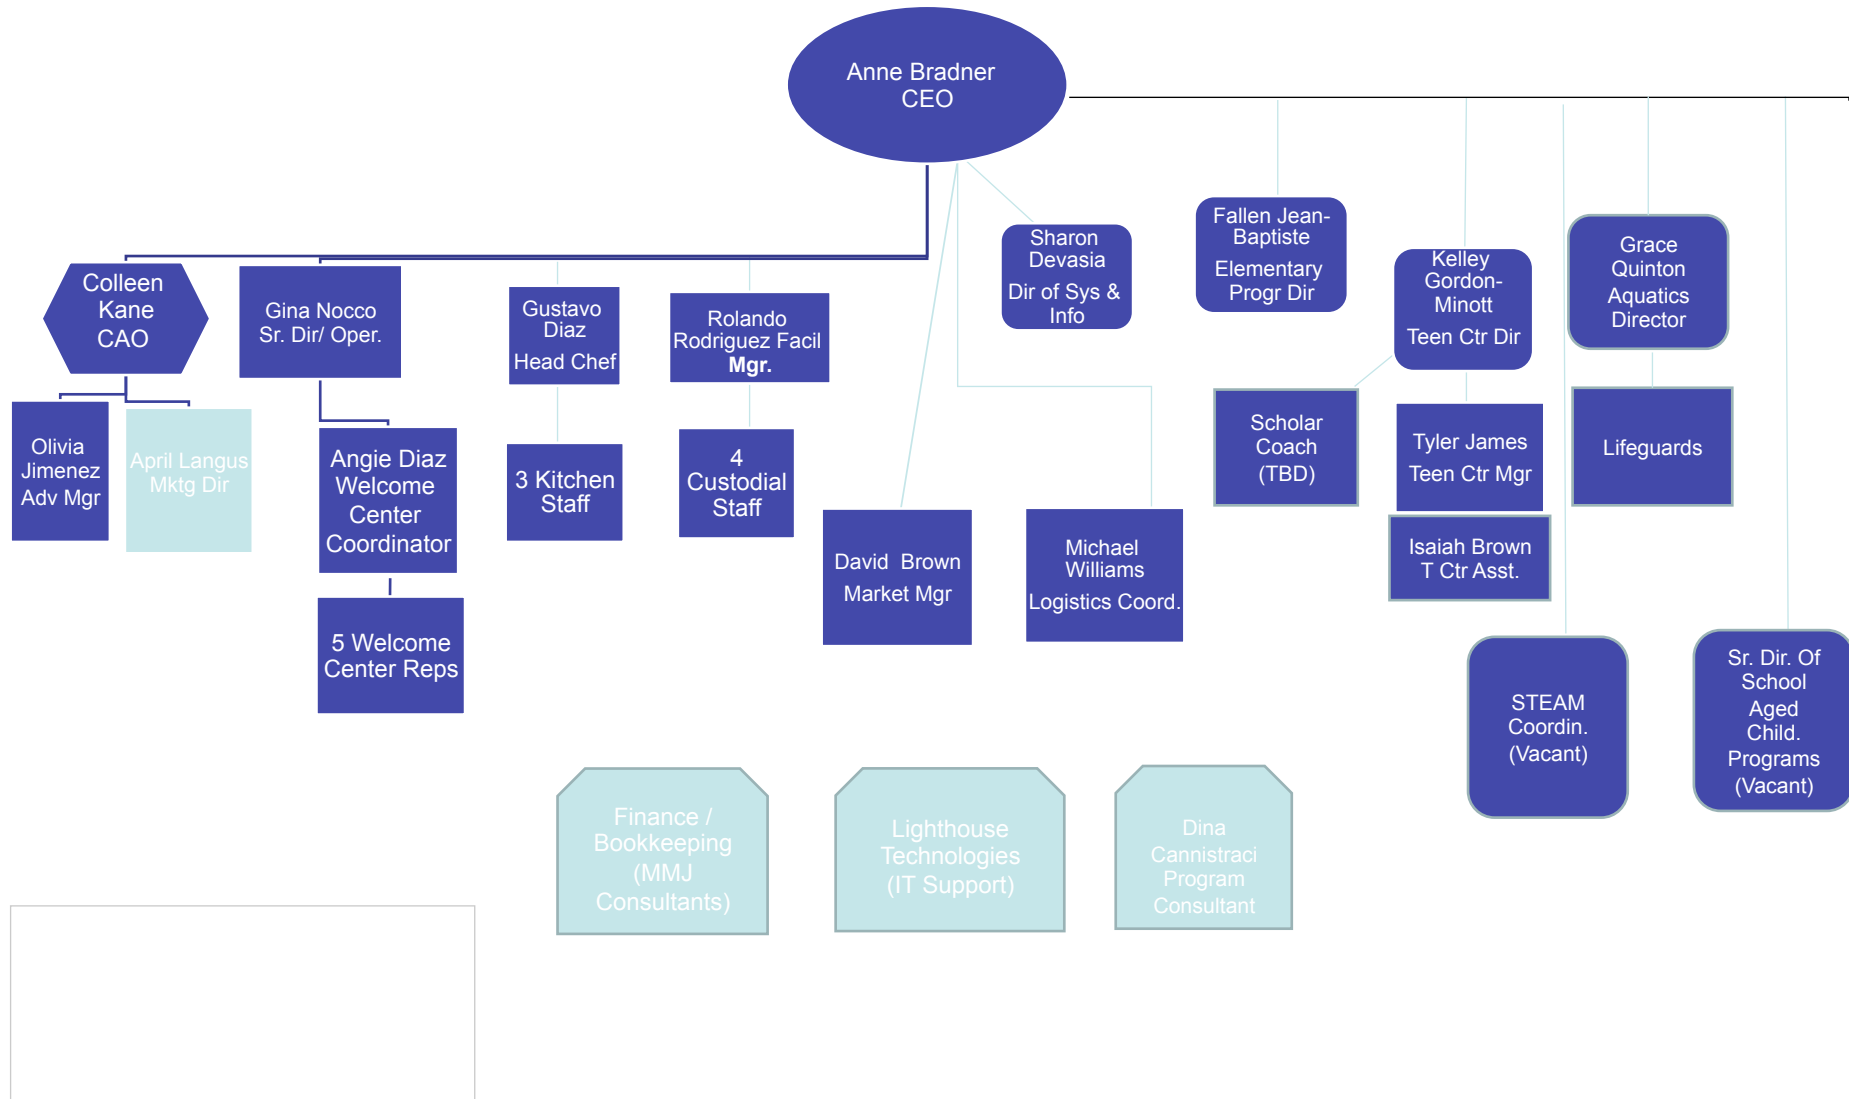 Anne Bradner
CEO
Colleen
Kane
CAO
Gina Nocco
Sr. Dir/ Oper.
Gustavo
Diaz
Head Chef
Rolando
Rodriguez Facil
Mgr.
Sharon
Devasia
Dir of Sys &
Info
Fallen Jean-
Baptiste
Elementary
Progr Dir
Kelley
Gordon-
Minott
Teen Ctr Dir
Grace
Quinton
Aquatics
Director
Olivia
Jimenez
Adv Mgr
April Langus
Mktg Dir
Angie Diaz
Welcome
Center
Coordinator
3 Kitchen
Staff
4
Custodial
Staff
David  Brown
Market Mgr
Michael
Williams
Logistics Coord.
Scholar
Coach
(TBD)
Tyler James
Teen Ctr Mgr
Isaiah Brown
T Ctr Asst.
Lifeguards
5 Welcome
Center Reps
STEAM
Coordin.
(Vacant)
Sr. Dir. Of
School
Aged
Child.
Programs
(Vacant)
Finance /
Bookkeeping
(MMJ
Consultants)
Lighthouse
Technologies
(IT Support)
Dina
Cannistraci
Program
Consultant